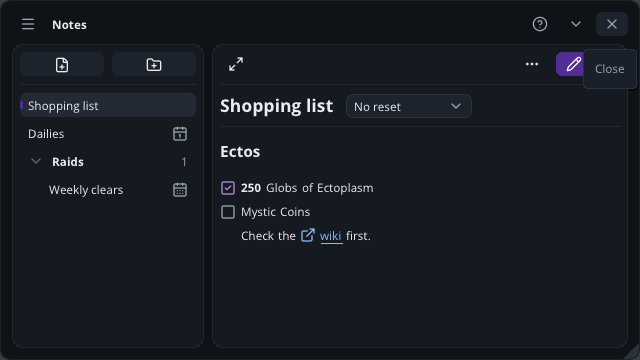 Notes
Close
Shopping list
Dailies
Raids 1
Weekly clears
Shopping list No reset
Ectos
250 Globs of Ectoplasm
Mystic Coins
Check the wiki first.